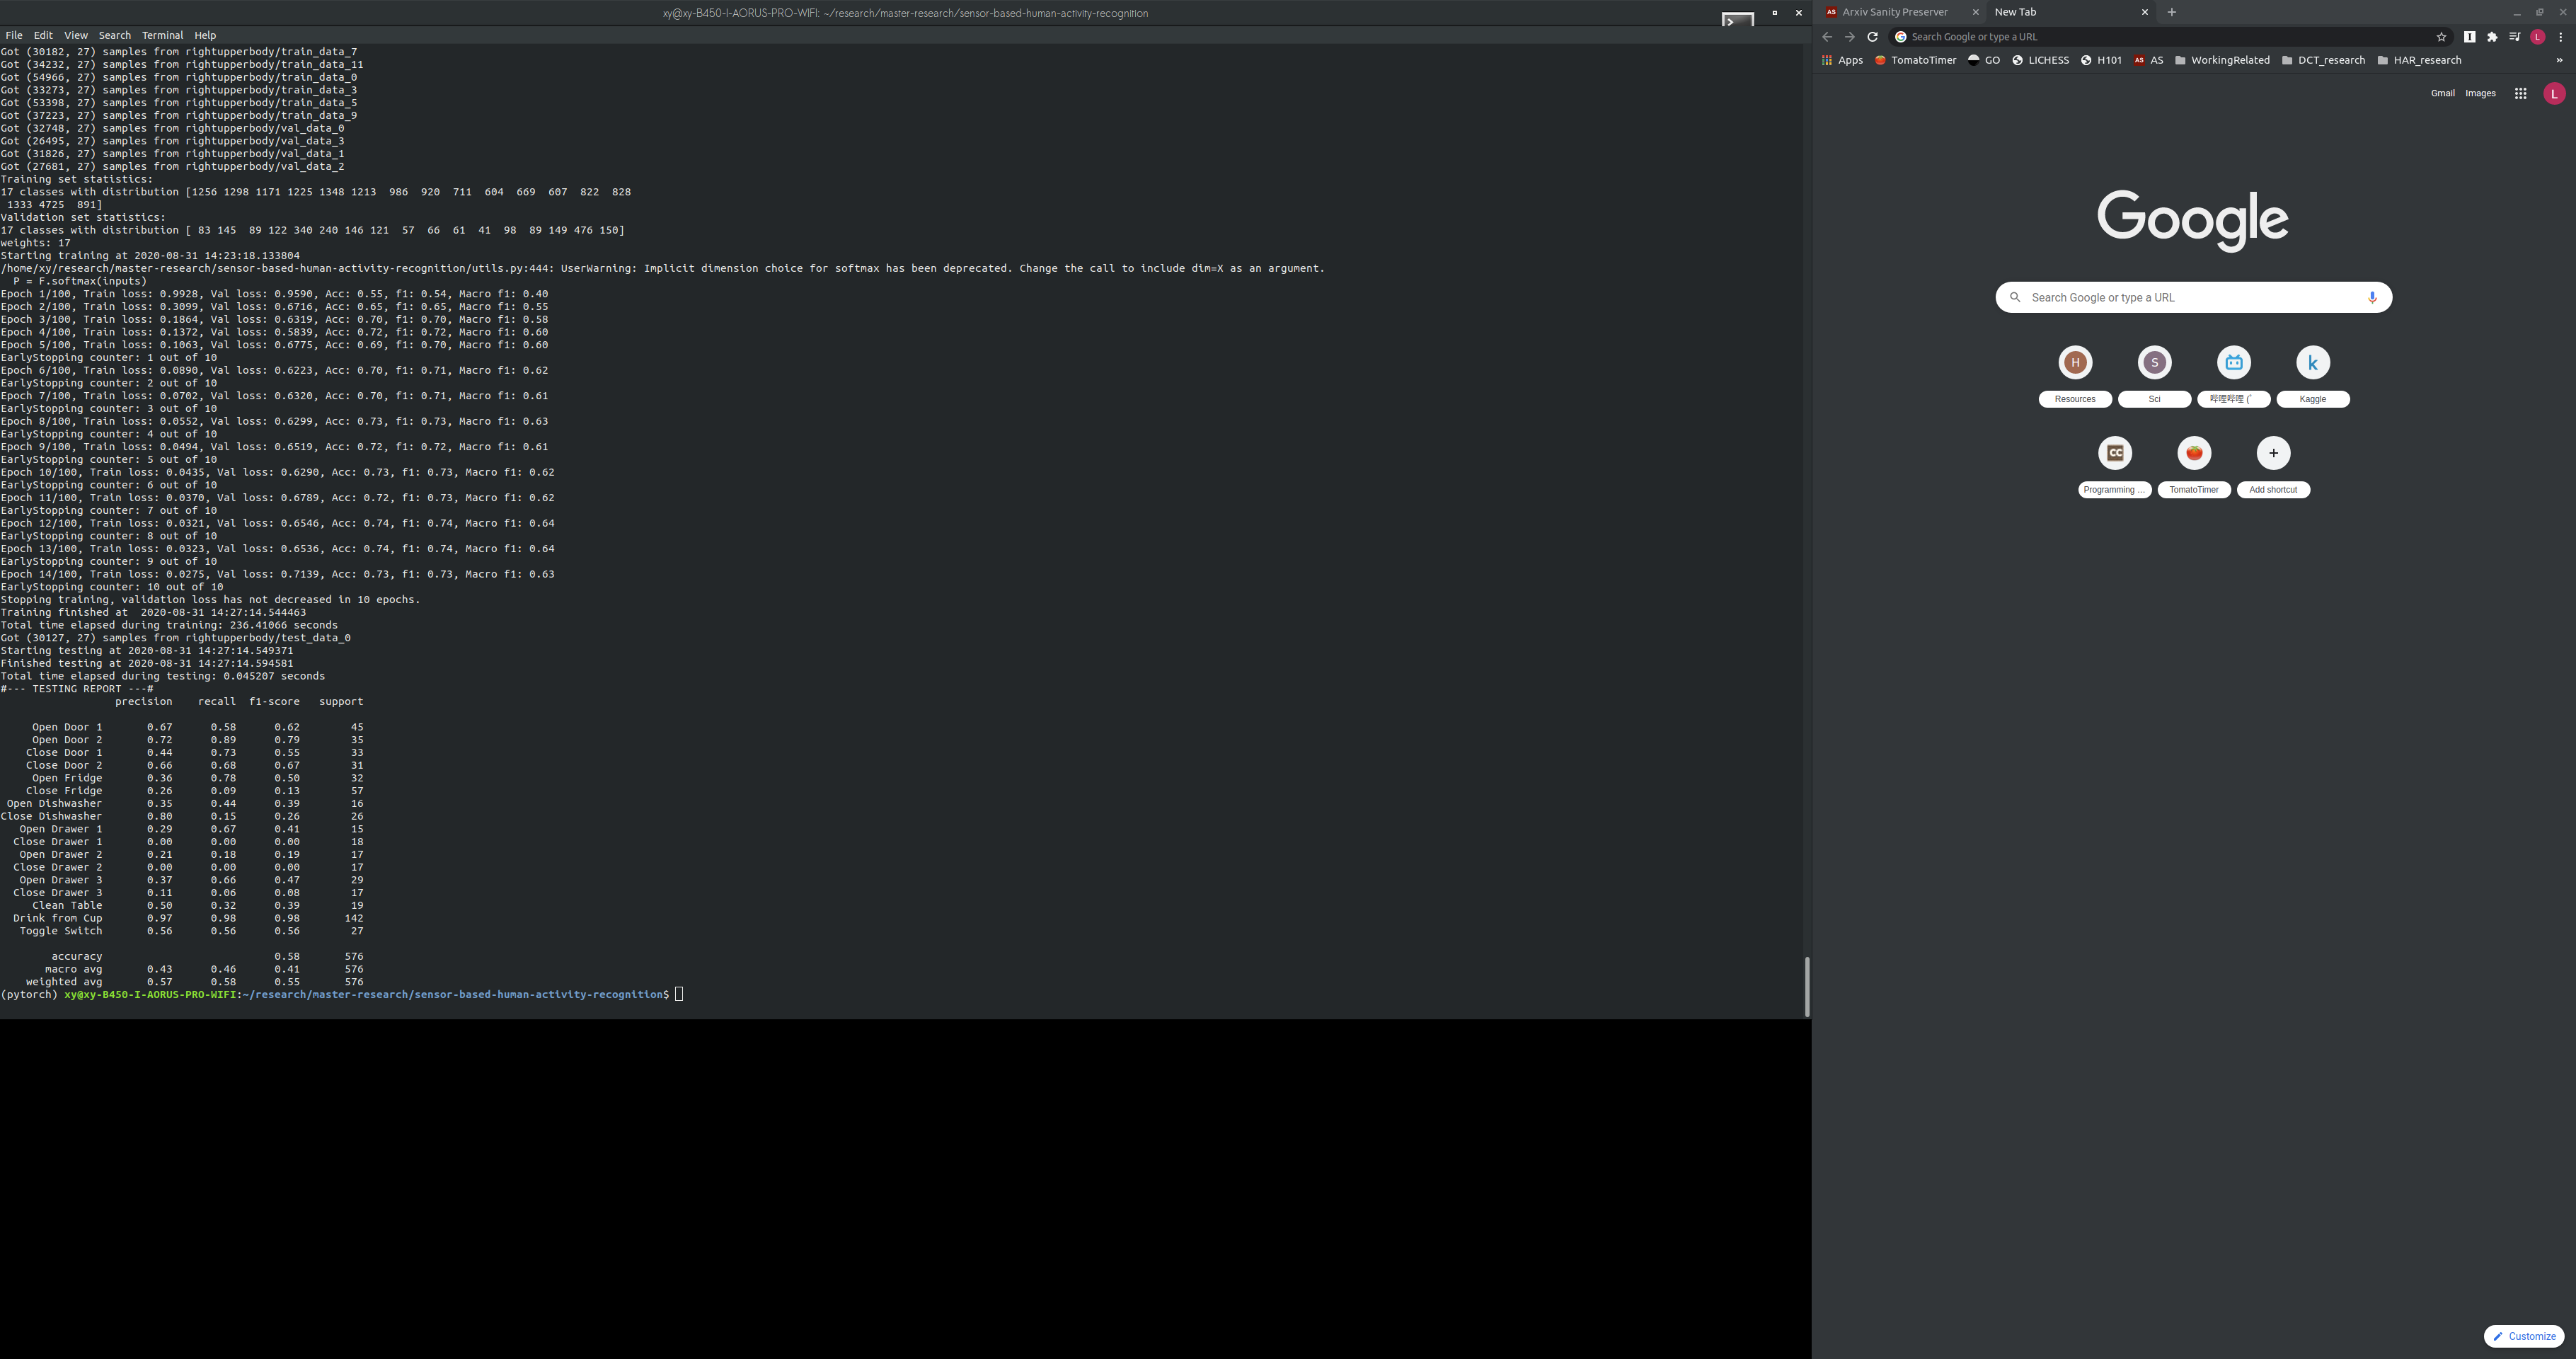 xy@xy-B450-I-AORUS-PRO-WIFI: ~/research/master-research/sensor-based-human-activity-recognition
File Edit View Search Terminal Help
Got (30182, 27) samples from rightupperbody/train_data_7
Got (34232, 27) samples from rightupperbody/train_data_11
Got (54966, 27) samples from rightupperbody/train_data_0
Got (33273, 27) samples from rightupperbody/train_data_3
Got (53398, 27) samples from rightupperbody/train_data_5
Got (37223, 27) samples from rightupperbody/train_data_9
Got (32748, 27) samples from rightupperbody/val_data_0
Got (26495, 27) samples from rightupperbody/val_data_3
Got (31826, 27) samples from rightupperbody/val_data_1
Got (27681, 27) samples from rightupperbody/val_data_2
Training set statistics:
17 classes with distribution [1256 1298 1171 1225 1348 1213  986  920  711  604  669  607  822  828
 1333 4725  891]
Validation set statistics:
17 classes with distribution [ 83 145  89 122 340 240 146 121  57  66  61  41  98  89 149 476 150]
weights: 17
Starting training at 2020-08-31 14:23:18.133804
/home/xy/research/master-research/sensor-based-human-activity-recognition/utils.py:444: UserWarning: Implicit dimension choice for softmax has been deprecated. Change the call to include dim=X as an argument.
  P = F.softmax(inputs)
Epoch 1/100, Train loss: 0.9928, Val loss: 0.9590, Acc: 0.55, f1: 0.54, Macro f1: 0.40
Epoch 2/100, Train loss: 0.3099, Val loss: 0.6716, Acc: 0.65, f1: 0.65, Macro f1: 0.55
Epoch 3/100, Train loss: 0.1864, Val loss: 0.6319, Acc: 0.70, f1: 0.70, Macro f1: 0.58
Epoch 4/100, Train loss: 0.1372, Val loss: 0.5839, Acc: 0.72, f1: 0.72, Macro f1: 0.60
Epoch 5/100, Train loss: 0.1063, Val loss: 0.6775, Acc: 0.69, f1: 0.70, Macro f1: 0.60
EarlyStopping counter: 1 out of 10
Epoch 6/100, Train loss: 0.0890, Val loss: 0.6223, Acc: 0.70, f1: 0.71, Macro f1: 0.62
EarlyStopping counter: 2 out of 10
Epoch 7/100, Train loss: 0.0702, Val loss: 0.6320, Acc: 0.70, f1: 0.71, Macro f1: 0.61
EarlyStopping counter: 3 out of 10
Epoch 8/100, Train loss: 0.0552, Val loss: 0.6299, Acc: 0.73, f1: 0.73, Macro f1: 0.63
EarlyStopping counter: 4 out of 10
Epoch 9/100, Train loss: 0.0494, Val loss: 0.6519, Acc: 0.72, f1: 0.72, Macro f1: 0.61
EarlyStopping counter: 5 out of 10
Epoch 10/100, Train loss: 0.0435, Val loss: 0.6290, Acc: 0.73, f1: 0.73, Macro f1: 0.62
EarlyStopping counter: 6 out of 10
Epoch 11/100, Train loss: 0.0370, Val loss: 0.6789, Acc: 0.72, f1: 0.73, Macro f1: 0.62
EarlyStopping counter: 7 out of 10
Epoch 12/100, Train loss: 0.0321, Val loss: 0.6546, Acc: 0.74, f1: 0.74, Macro f1: 0.64
EarlyStopping counter: 8 out of 10
Epoch 13/100, Train loss: 0.0323, Val loss: 0.6536, Acc: 0.74, f1: 0.74, Macro f1: 0.64
EarlyStopping counter: 9 out of 10
Epoch 14/100, Train loss: 0.0275, Val loss: 0.7139, Acc: 0.73, f1: 0.73, Macro f1: 0.63
EarlyStopping counter: 10 out of 10
Stopping training, validation loss has not decreased in 10 epochs.
Training finished at  2020-08-31 14:27:14.544463
Total time elapsed during training: 236.41066 seconds
Got (30127, 27) samples from rightupperbody/test_data_0
Starting testing at 2020-08-31 14:27:14.549371
Finished testing at 2020-08-31 14:27:14.594581
Total time elapsed during testing: 0.045207 seconds
#--- TESTING REPORT ---#
precision recall f1-score support
Open Door 1 0.67 0.58 0.62 45
Open Door 2 0.72 0.89 0.79 35
Close Door 1 0.44 0.73 0.55 33
Close Door 2 0.66 0.68 0.67 31
Open Fridge 0.36 0.78 0.50 32
Close Fridge 0.26 0.09 0.13 57
Open Dishwasher 0.35 0.44 0.39 16
Close Dishwasher 0.80 0.15 0.26 26
Open Drawer 1 0.29 0.67 0.41 15
Close Drawer 1 0.00 0.00 0.00 18
Open Drawer 2 0.21 0.18 0.19 17
Close Drawer 2 0.00 0.00 0.00 17
Open Drawer 3 0.37 0.66 0.47 29
Close Drawer 3 0.11 0.06 0.08 17
Clean Table 0.50 0.32 0.39 19
Drink from Cup 0.97 0.98 0.98 142
Toggle Switch 0.56 0.56 0.56 27
accuracy 0.58 576
macro avg 0.43 0.46 0.41 576
weighted avg 0.57 0.58 0.55 576
(pytorch) xy@xy-B450-I-AORUS-PRO-WIFI:~/research/master-research/sensor-based-human-activity-recognition$
AS Arxiv Sanity Preserver New Tab
Search Google or type a URL L
Apps TomatoTimer GO LICHESS H101 AS AS WorkingRelated DCT_research HAR_research »
Gmail Images L
Google
Search Google or type a URL
H S k
Resources Sci 哔哩哔哩 (゜ Kaggle
CC
Programming ... TomatoTimer Add shortcut
Customize